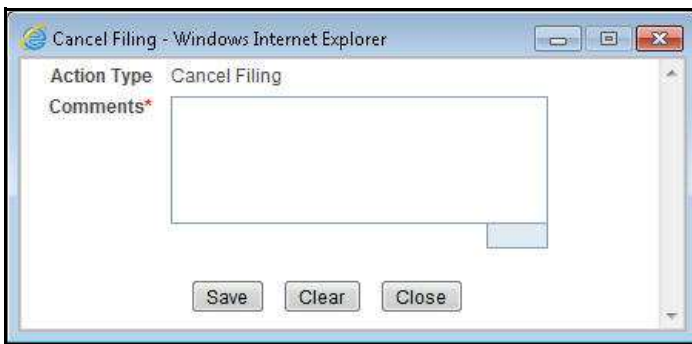 Cancel Filing - Windows Internet Explorer
Action Type Cancel Filing
Comments*
Save Clear Close